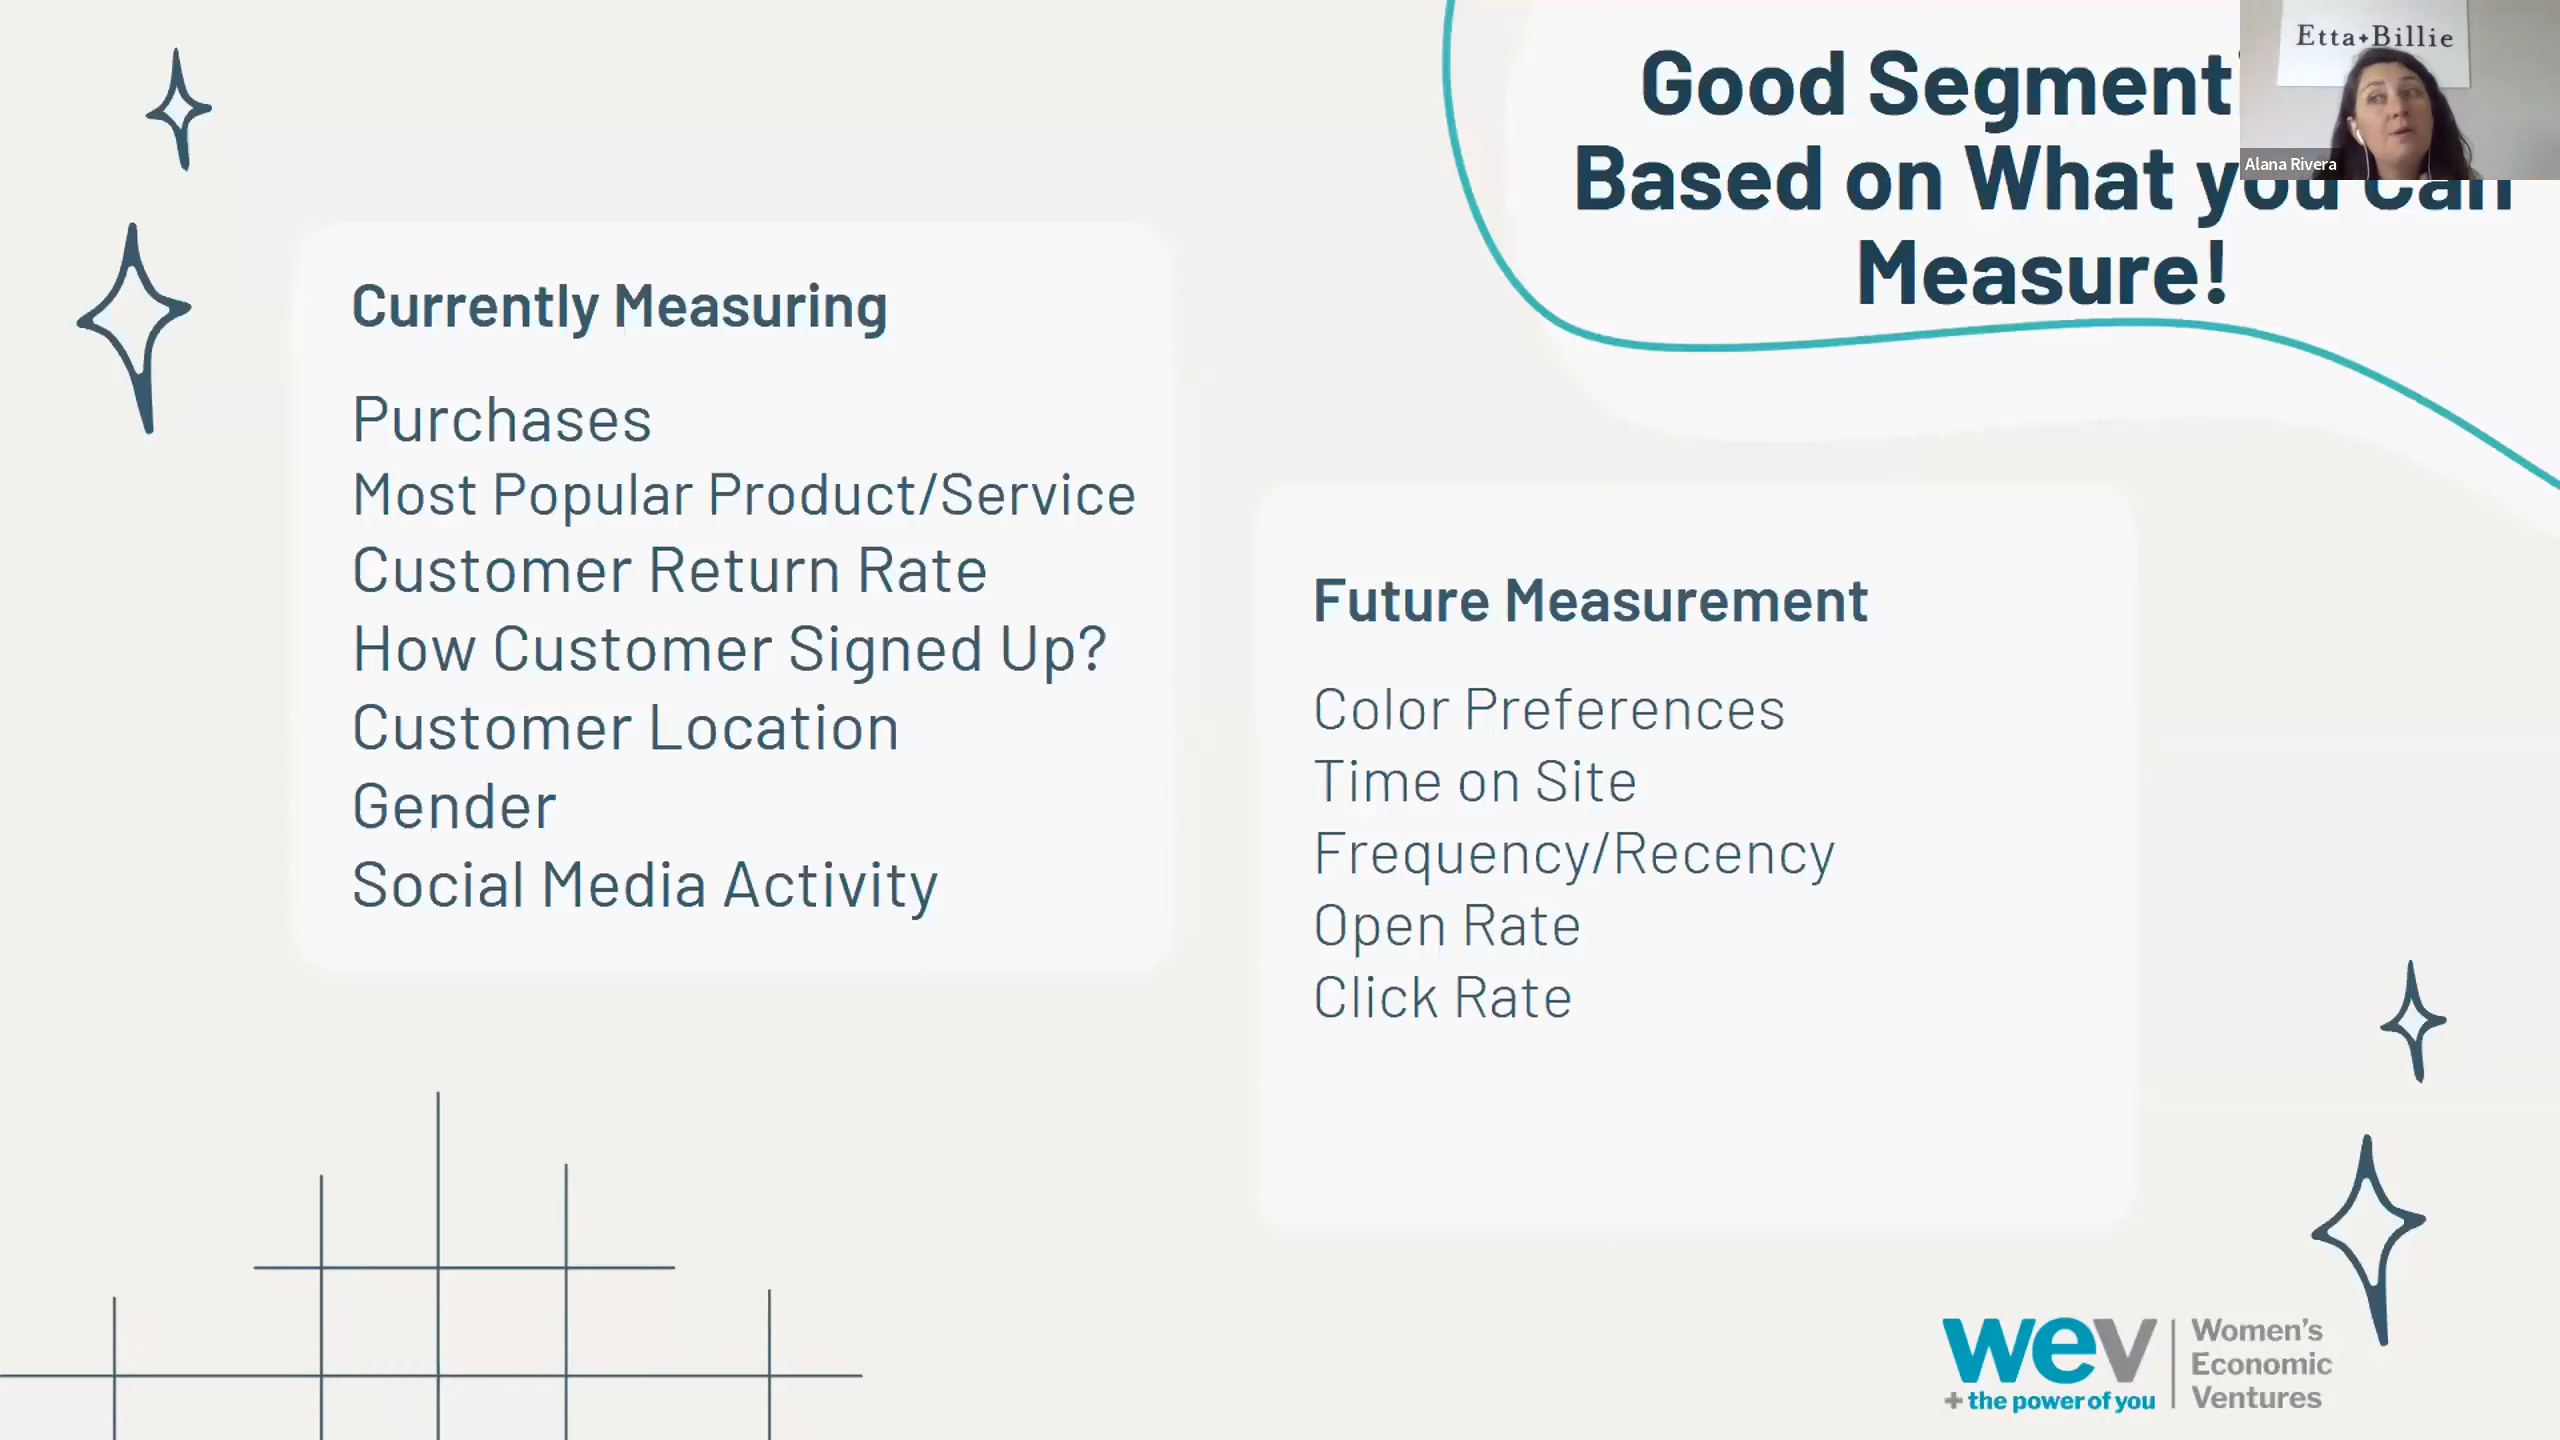 Good Segment
Based on What you Can
Measure!
Etta+Billie
Alana Rivera
Currently Measuring
Purchases
Most Popular Product/Service
Customer Return Rate
How Customer Signed Up?
Customer Location
Gender
Social Media Activity
Future Measurement
Color Preferences
Time on Site
Frequency/Recency
Open Rate
Click Rate
wev
+ the power of you
Women's
Economic
Ventures